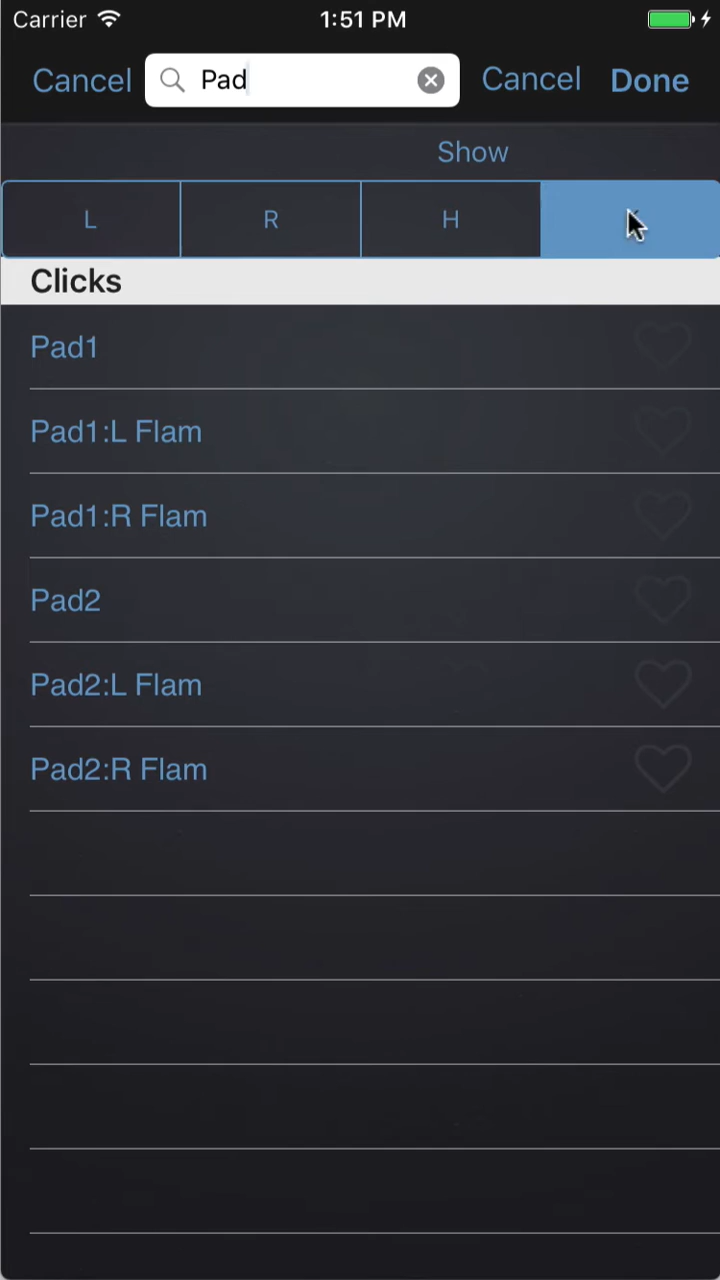 Carrier 1:51 PM
Cancel Pad Cancel Done
Show
L R H
Clicks
Pad1
Pad1:L Flam
Pad1:R Flam
Pad2
Pad2:L Flam
Pad2:R Flam